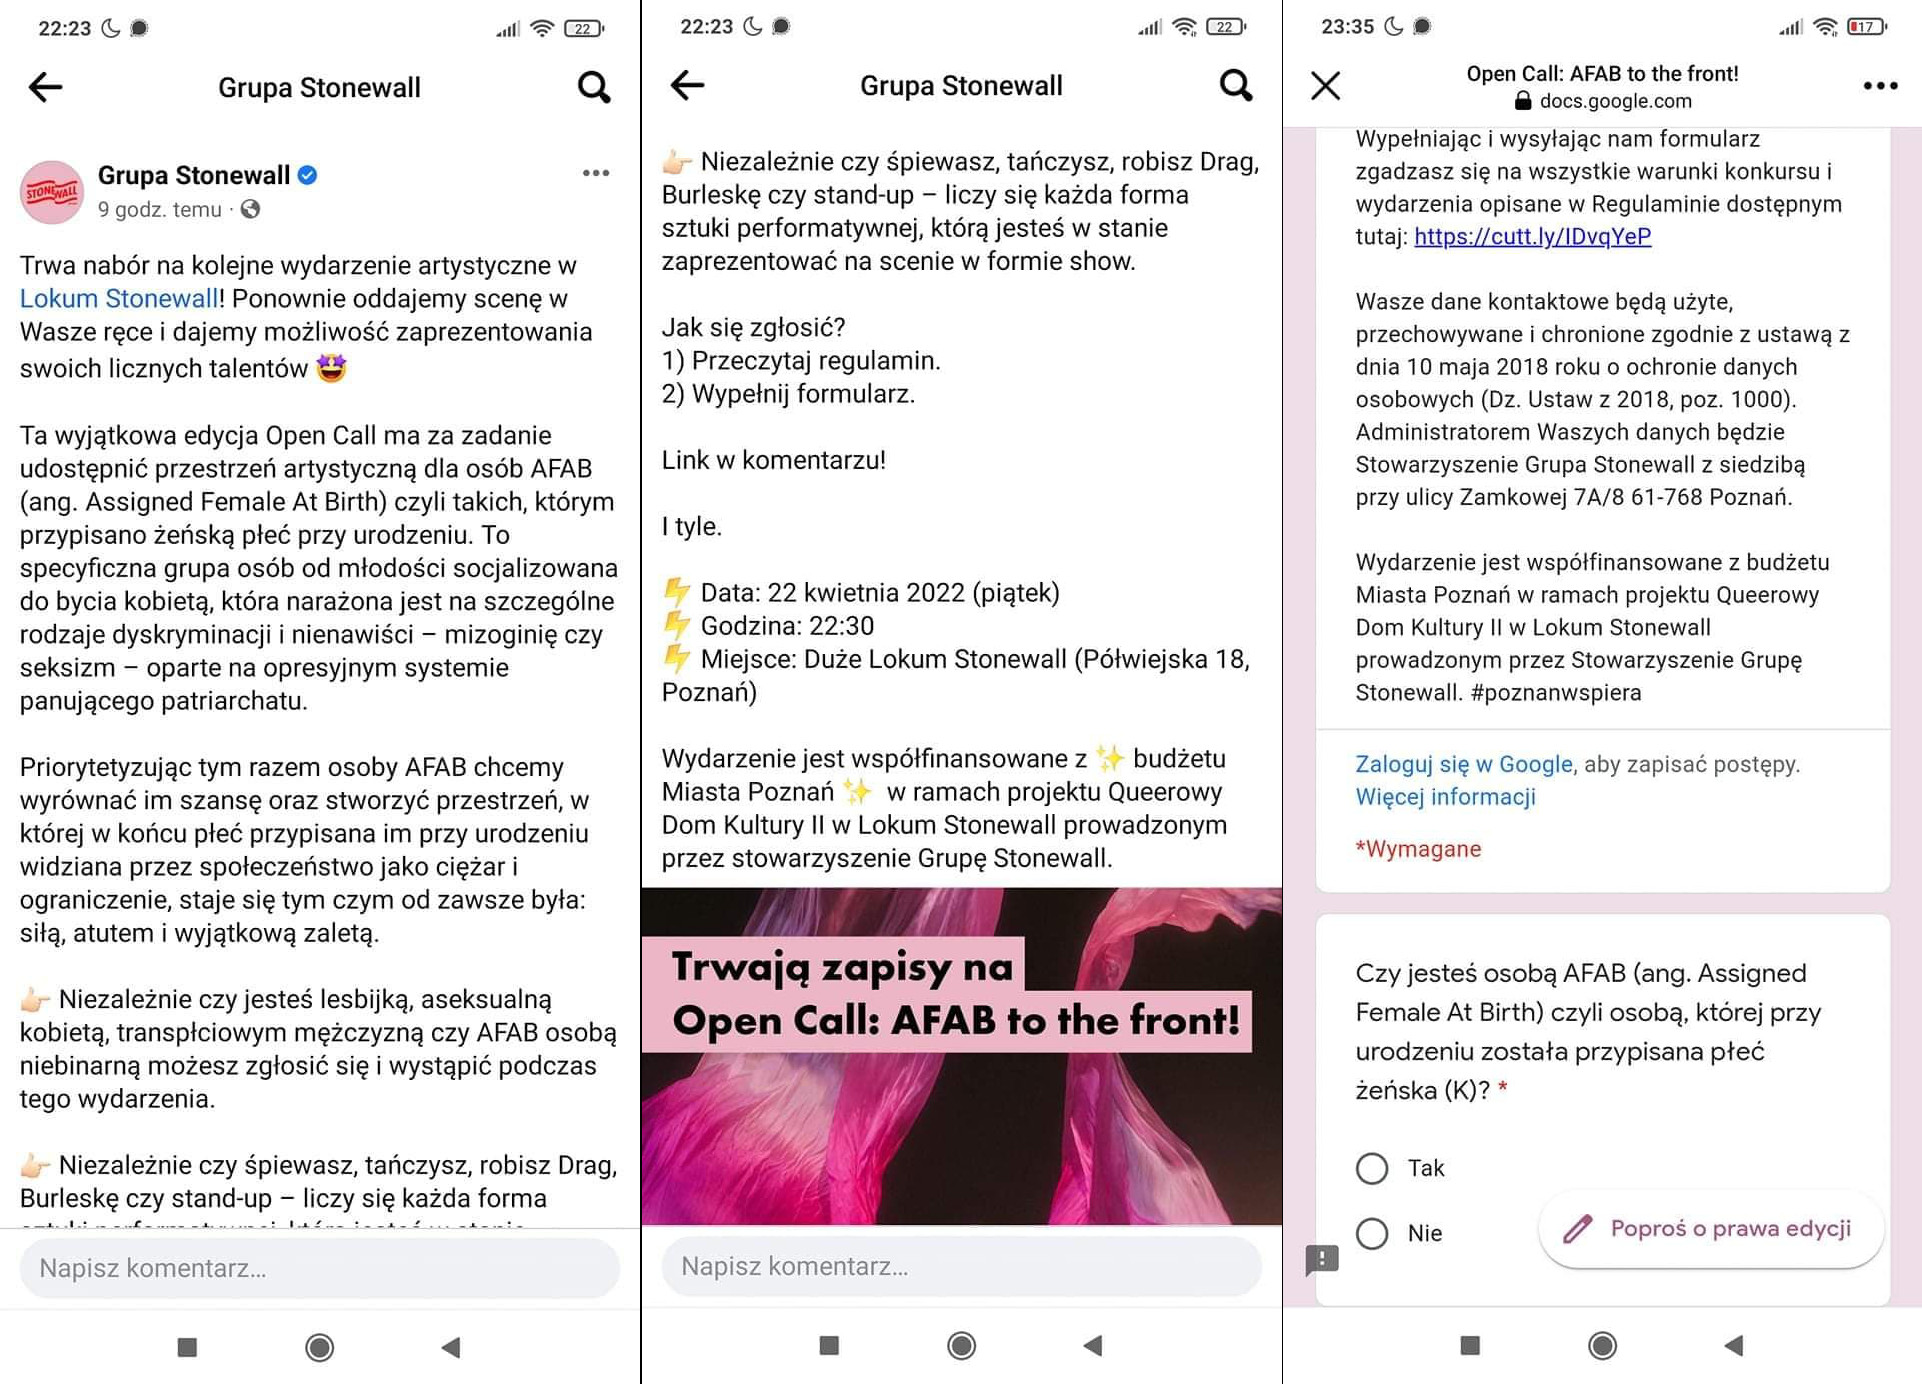 22:23
22
Grupa Stonewall
STONEWALL
Grupa Stonewall
9 godz. temu ·
Trwa nabór na kolejne wydarzenie artystyczne w
Lokum Stonewall! Ponownie oddajemy scenę w
Wasze ręce i dajemy możliwość zaprezentowania
swoich licznych talentów 🤩
Ta wyjątkowa edycja Open Call ma za zadanie
udostępnić przestrzeń artystyczną dla osób AFAB
(ang. Assigned Female At Birth) czyli takich, którym
przypisano żeńską płeć przy urodzeniu. To
specyficzna grupa osób od młodości socjalizowana
do bycia kobietą, która narażona jest na szczególne
rodzaje dyskryminacji i nienawiści – mizoginię czy
seksizm – oparte na opresyjnym systemie
panującego patriarchatu.
Priorytetyzując tym razem osoby AFAB chcemy
wyrównać im szansę oraz stworzyć przestrzeń, w
której w końcu płeć przypisana im przy urodzeniu
widziana przez społeczeństwo jako ciężar i
ograniczenie, staje się tym czym od zawsze była:
siłą, atutem i wyjątkową zaletą.
👉🏻 Niezależnie czy jesteś lesbijką, aseksualną
kobietą, transpłciowym mężczyzną czy AFAB osobą
niebinarną możesz zgłosić się i wystąpić podczas
tego wydarzenia.
👉🏻 Niezależnie czy śpiewasz, tańczysz, robisz Drag,
Burleskę czy stand-up – liczy się każda forma
sztuki performatywnej, którą jesteś w stanie
Napisz komentarz...
22:23
22
Grupa Stonewall
👉🏻 Niezależnie czy śpiewasz, tańczysz, robisz Drag,
Burleskę czy stand-up – liczy się każda forma
sztuki performatywnej, którą jesteś w stanie
zaprezentować na scenie w formie show.
Jak się zgłosić?
1) Przeczytaj regulamin.
2) Wypełnij formularz.
Link w komentarzu!
I tyle.
⚡ Data: 22 kwietnia 2022 (piątek)
⚡ Godzina: 22:30
⚡ Miejsce: Duże Lokum Stonewall (Półwiejska 18,
Poznań)
Wydarzenie jest współfinansowane z ✨ budżetu
Miasta Poznań ✨ w ramach projektu Queerowy
Dom Kultury II w Lokum Stonewall prowadzonym
przez stowarzyszenie Grupę Stonewall.
Trwają zapisy na
Open Call: AFAB to the front!
Napisz komentarz...
23:35
17
Open Call: AFAB to the front!
docs.google.com
Wypełniając i wysyłając nam formularz
zgadzasz się na wszystkie warunki konkursu i
wydarzenia opisane w Regulaminie dostępnym
tutaj: https://cutt.ly/IDvqYeP
Wasze dane kontaktowe będą użyte,
przechowywane i chronione zgodnie z ustawą z
dnia 10 maja 2018 roku o ochronie danych
osobowych (Dz. Ustaw z 2018, poz. 1000).
Administratorem Waszych danych będzie
Stowarzyszenie Grupa Stonewall z siedzibą
przy ulicy Zamkowej 7A/8 61-768 Poznań.
Wydarzenie jest współfinansowane z budżetu
Miasta Poznań w ramach projektu Queerowy
Dom Kultury II w Lokum Stonewall
prowadzonym przez Stowarzyszenie Grupę
Stonewall. #poznanwspiera
Zaloguj się w Google, aby zapisać postępy.
Więcej informacji
*Wymagane
Czy jesteś osobą AFAB (ang. Assigned
Female At Birth) czyli osobą, której przy
urodzeniu została przypisana płeć
żeńska (K)? *
Tak
Nie
Poproś o prawa edycji